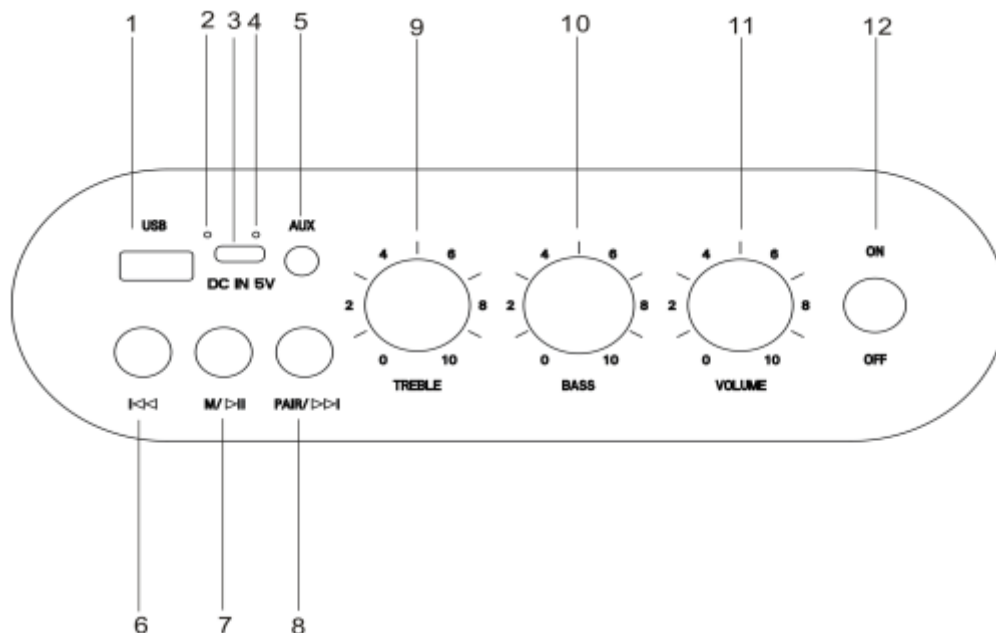 1 2 3 4 5 9 10 11 12
USB AUX
DC IN 5V
4 6 4 6 4 6 ON
2 8 2 8 2 8
0 10 0 10 0 10 OFF
TREBLE BASS VOLUME
I◁◁ M/ ▷II PAIR/ ▷▷I
6 7 8